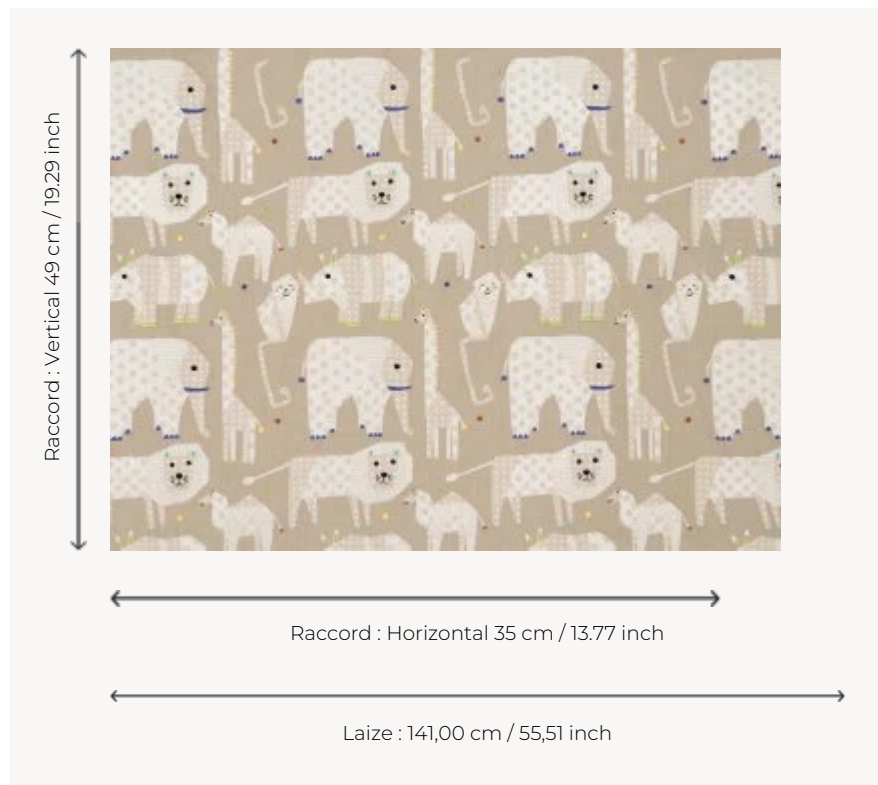 Raccord : Vertical 49 cm / 19.29 inch
Raccord : Horizontal 35 cm / 13.77 inch
Laize : 141,00 cm / 55,51 inch